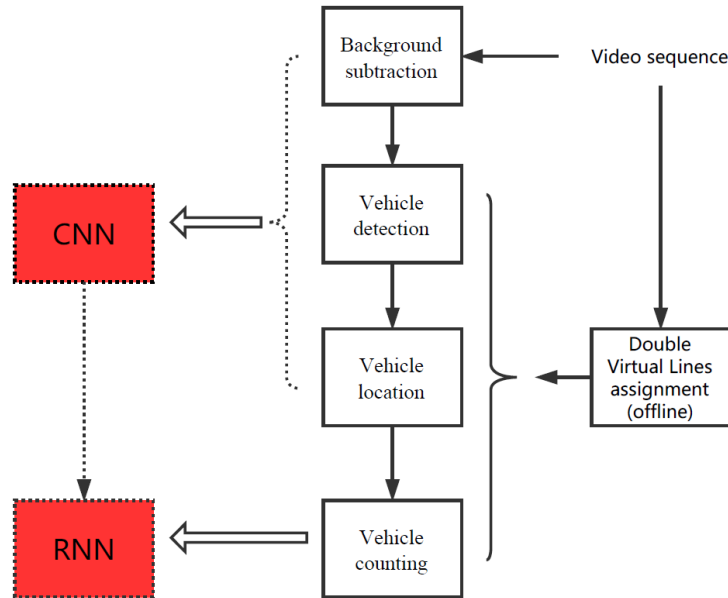 Background
subtraction
Video sequence
Vehicle
detection
CNN
Vehicle
location
Double
Virtual Lines
assignment
(offline)
RNN
Vehicle
counting